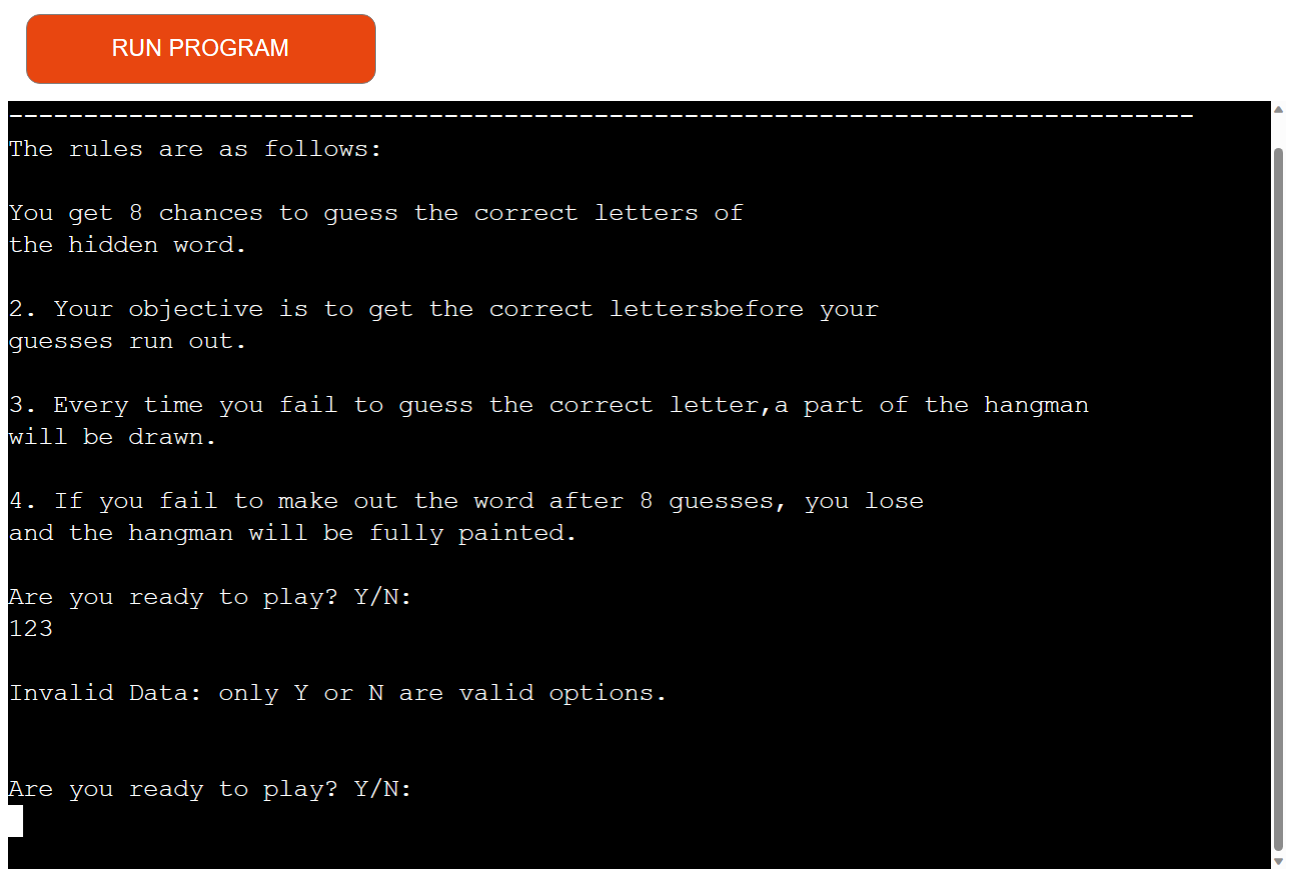 RUN PROGRAM
-------------------------------------------------------------------------------
The rules are as follows:
You get 8 chances to guess the correct letters of
the hidden word.
2. Your objective is to get the correct lettersbefore your
guesses run out.
3. Every time you fail to guess the correct letter,a part of the hangman
will be drawn.
4. If you fail to make out the word after 8 guesses, you lose
and the hangman will be fully painted.
Are you ready to play? Y/N:
123
Invalid Data: only Y or N are valid options.
Are you ready to play? Y/N: